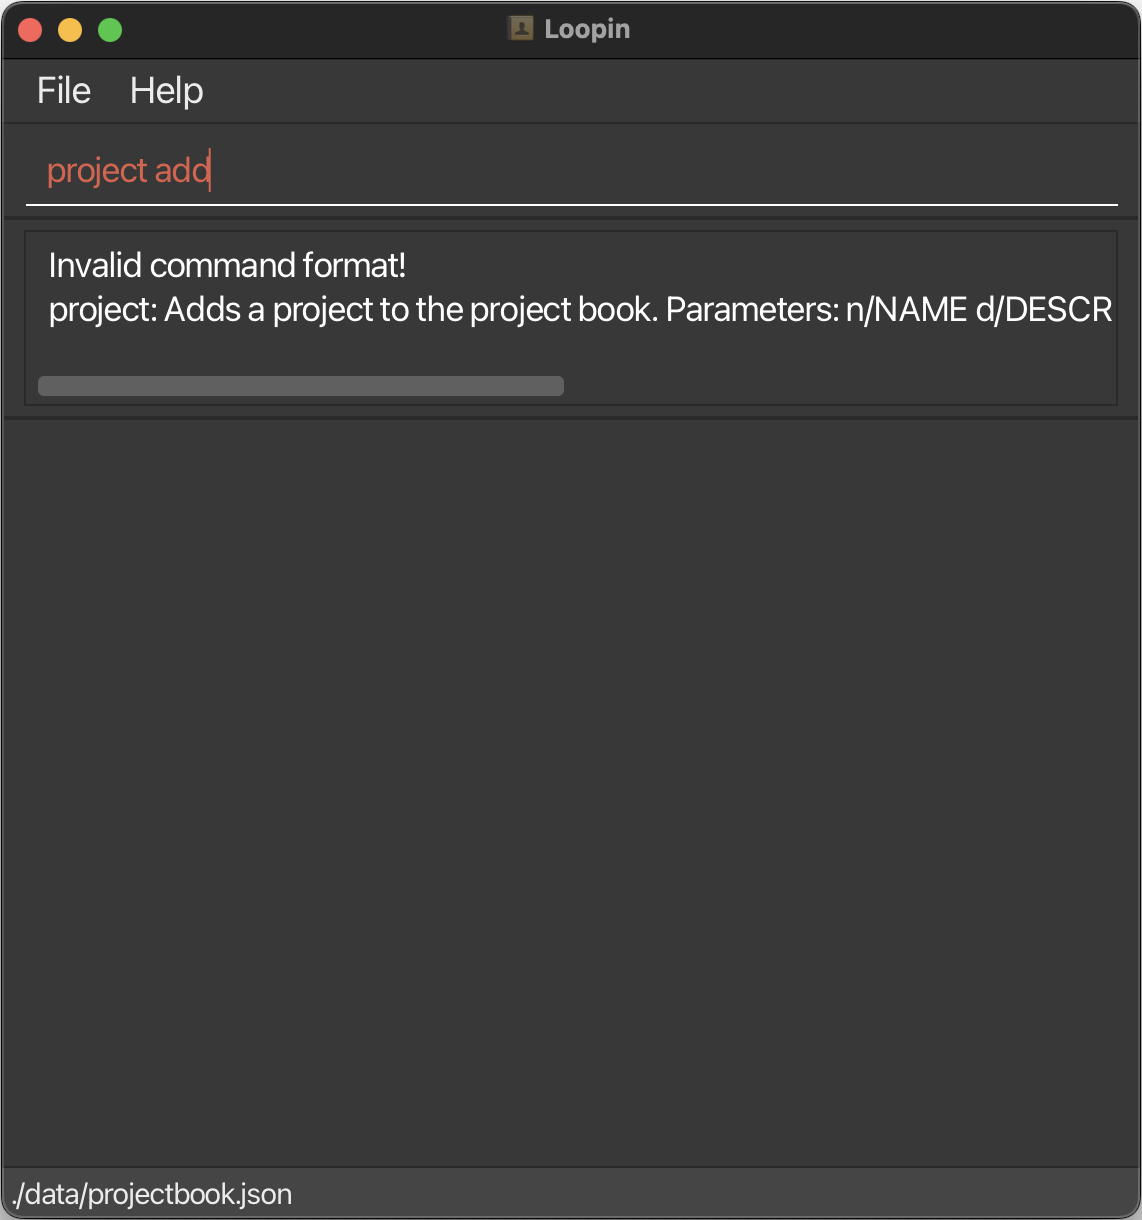 Loopin
File Help
project add
Invalid command format!
project: Adds a project to the project book. Parameters: n/NAME d/DESCR
./data/projectbook.json